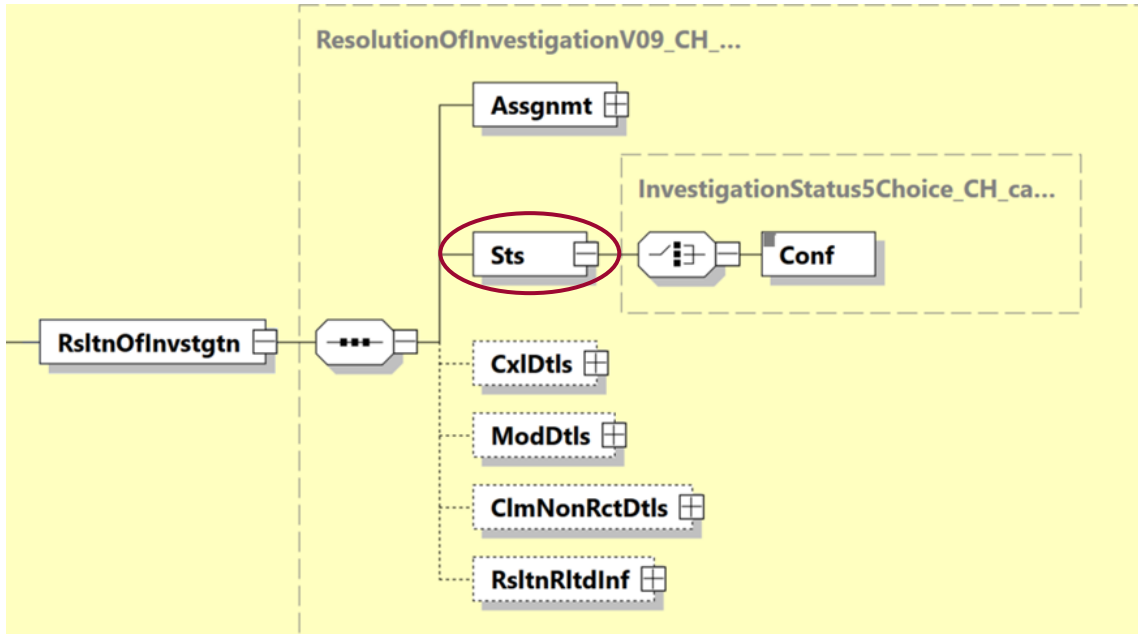 ResolutionOfInvestigationV09_CH_...
Assgnmt
InvestigationStatus5Choice_CH_ca...
Sts
Conf
RsltnOfInvstgtn
CxlDtls
ModDtls
ClmNonRctDtls
RsltnRltdInf